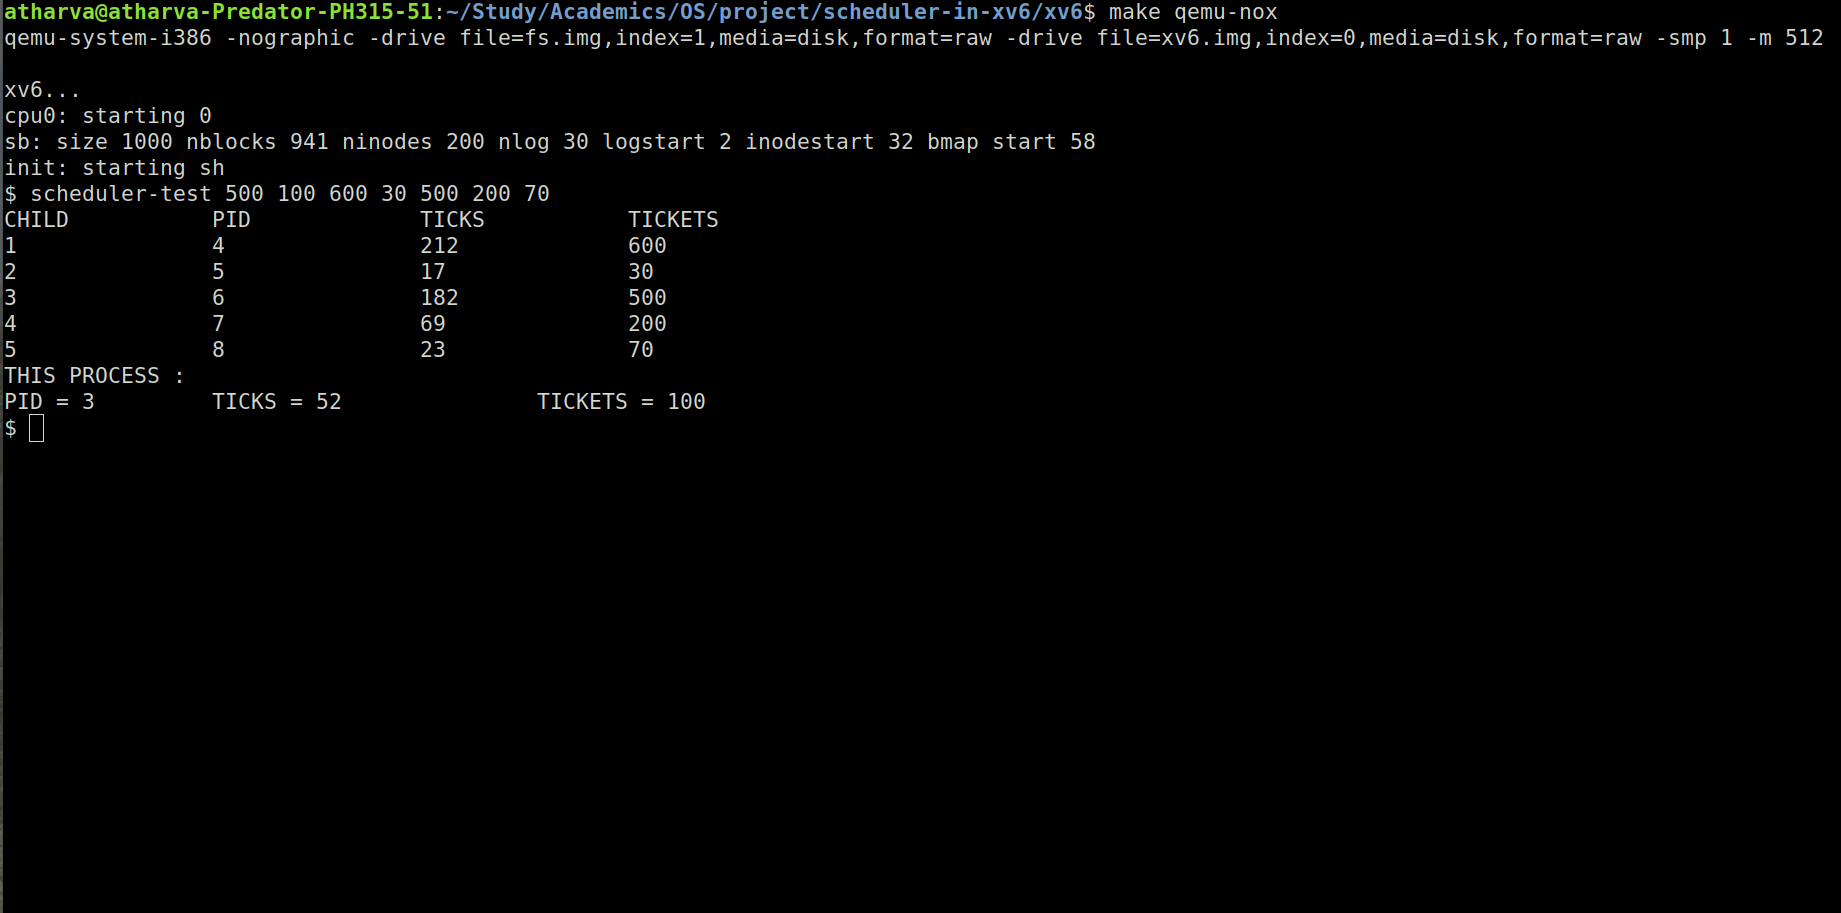 atharva@atharva-Predator-PH315-51:~/Study/Academics/OS/project/scheduler-in-xv6/xv6$ make qemu-nox
qemu-system-i386 -nographic -drive file=fs.img,index=1,media=disk,format=raw -drive file=xv6.img,index=0,media=disk,format=raw -smp 1 -m 512
xv6...
cpu0: starting 0
sb: size 1000 nblocks 941 ninodes 200 nlog 30 logstart 2 inodestart 32 bmap start 58
init: starting sh
$ scheduler-test 500 100 600 30 500 200 70
CHILD PID TICKS TICKETS
1 4 212 600
2 5 17 30
3 6 182 500
4 7 69 200
5 8 23 70
THIS PROCESS :
PID = 3 TICKS = 52 TICKETS = 100
$